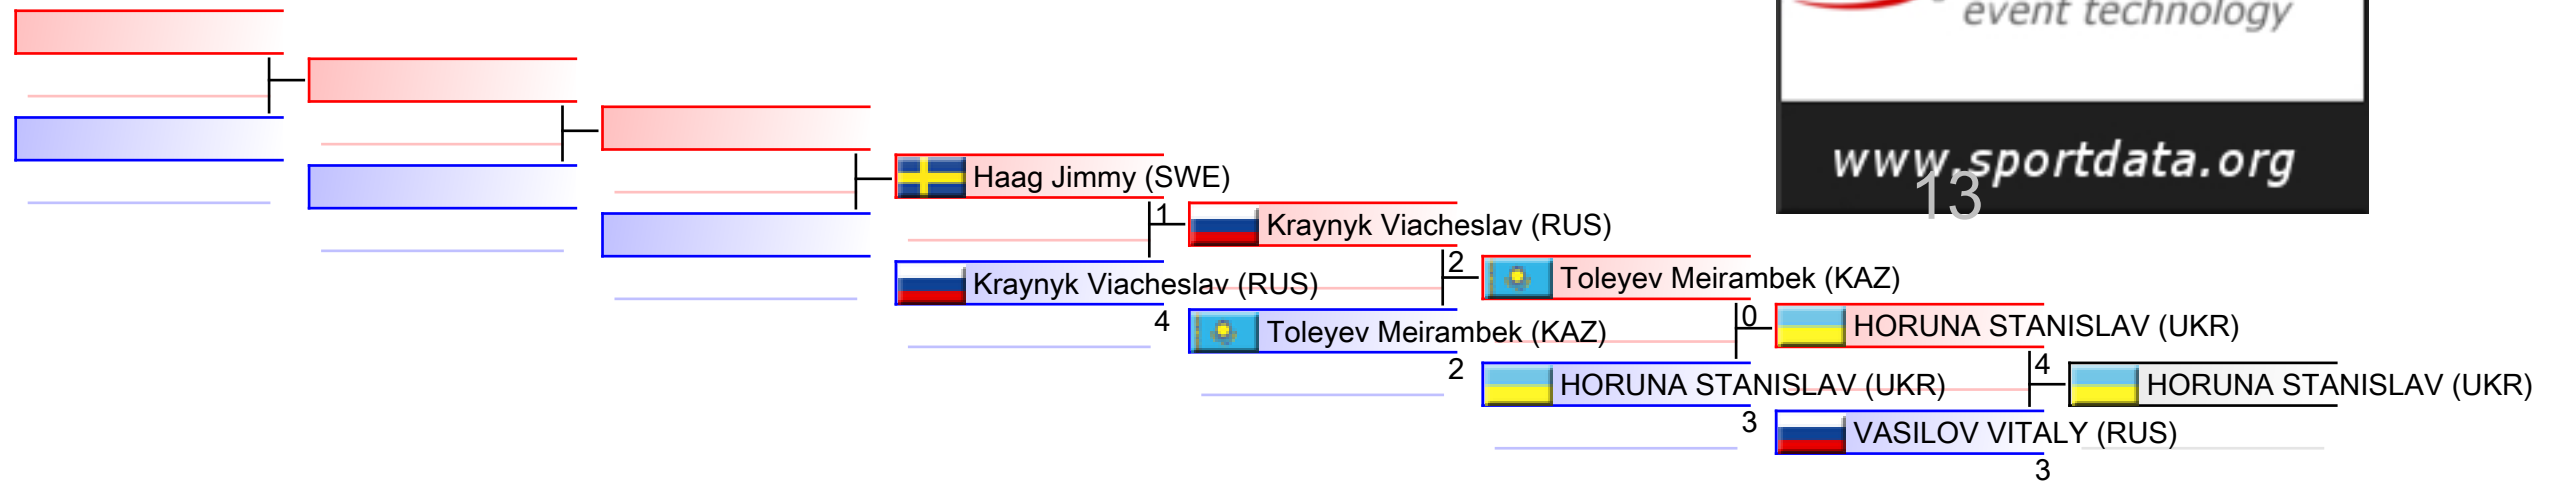 event technology
www.sportdata.org
13
Haag Jimmy (SWE)
1
Kraynyk Viacheslav (RUS)
Kraynyk Viacheslav (RUS)
4
2
Toleyev Meirambek (KAZ)
Toleyev Meirambek (KAZ)
2
0
HORUNA STANISLAV (UKR)
HORUNA STANISLAV (UKR)
3
4
HORUNA STANISLAV (UKR)
VASILOV VITALY (RUS)
3